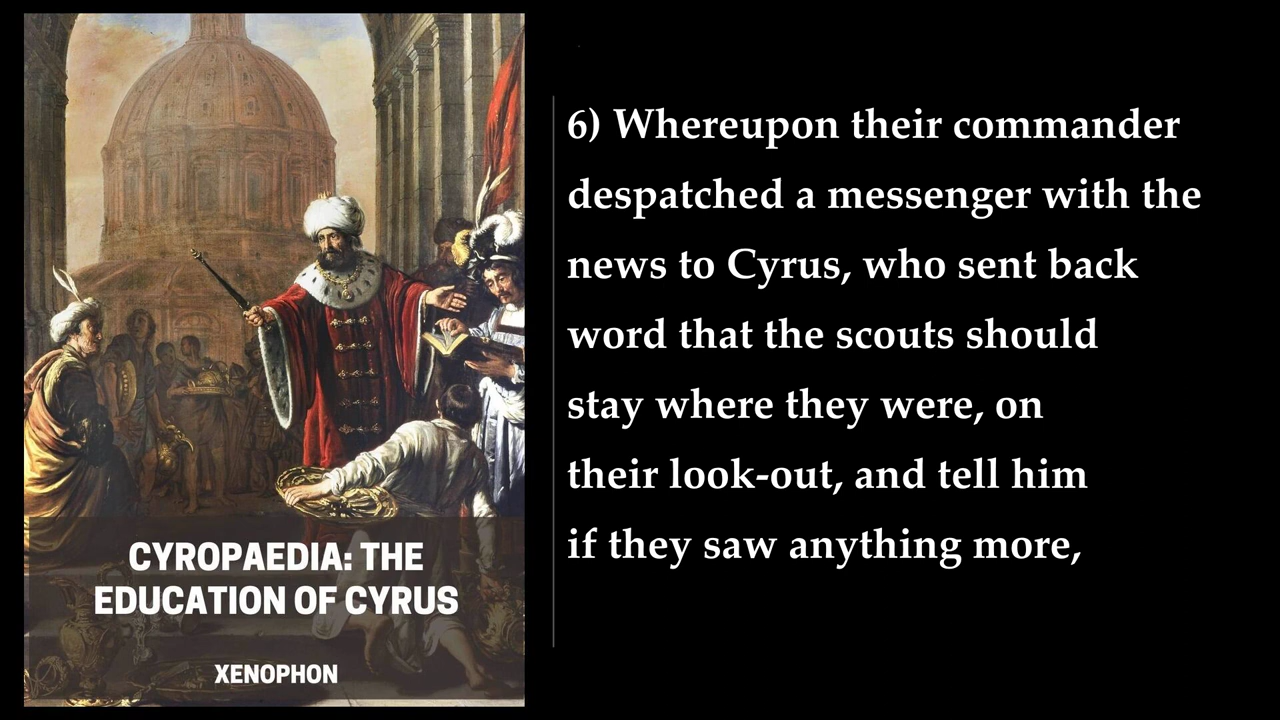 CYROPAEDIA: THE
EDUCATION OF CYRUS
XENOPHON
6) Whereupon their commander
despatched a messenger with the
news to Cyrus, who sent back
word that the scouts should
stay where they were, on
their look-out, and tell him
if they saw anything more,